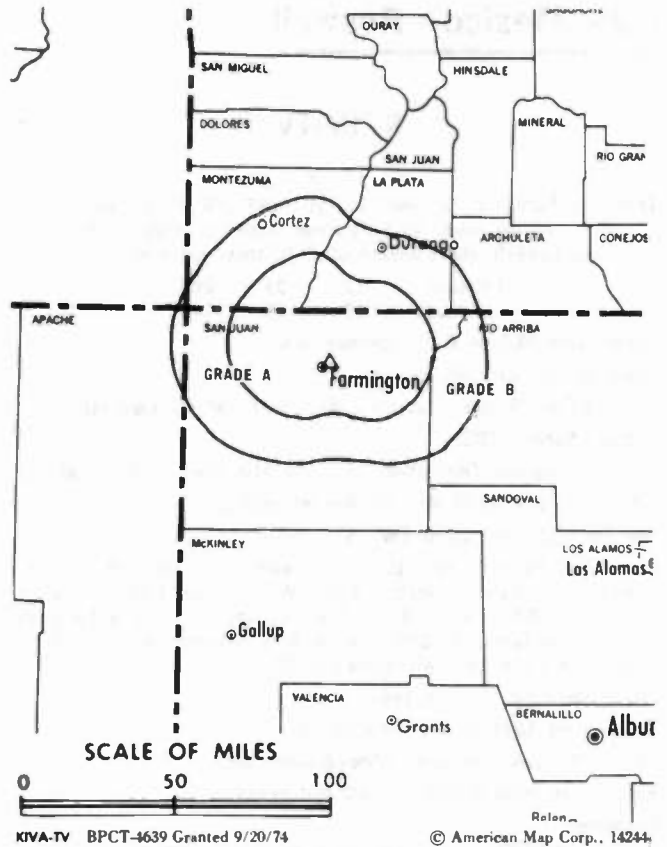 OURAY
SAN MIGUEL
HINSDALE
DOLORES
MINERAL
SAN JUAN
RIO GRAN
MONTEZUMA
LA PLATA
Cortez
Durango
ARCHULETA
CONEJOS
APACHE
SAN JUAN
RIO ARRIBA
GRADE A
Farmington
GRADE B
SANDOVAL
McKINLEY
LOS ALAMOS
Las Alamas
Gallup
VALENCIA
BERNALILLO
Grants
Albuq
SCALE OF MILES
0 50 100
KIVA-TV BPCT-4639 Granted 9/20/74 © American Map Corp., 14244